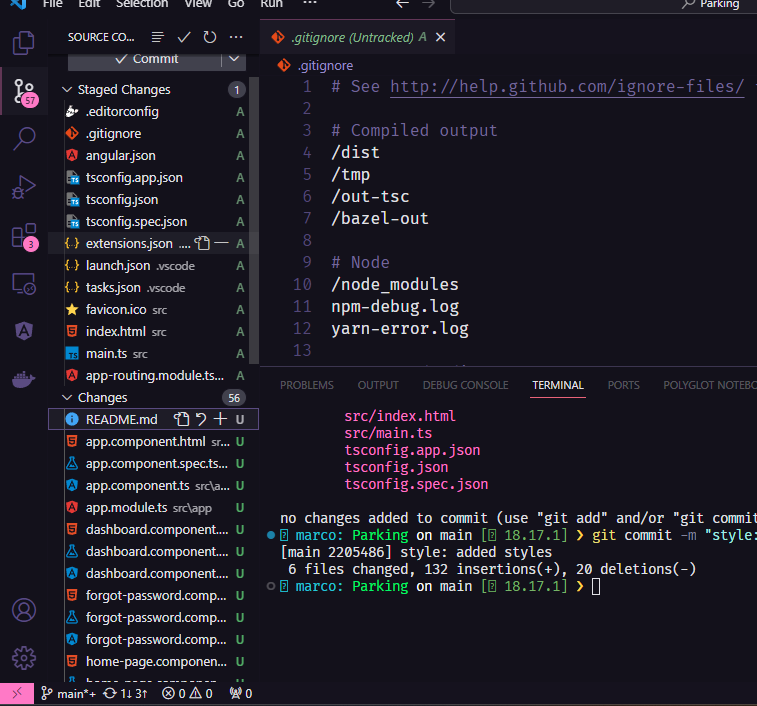 File Edit Selection View Go Run ··· Parking
SOURCE CO... ···
.gitignore (Untracked) A
57
3
Commit
Staged Changes 1
.editorconfig A
.gitignore A
angular.json A
tsconfig.app.json A
tsconfig.json A
tsconfig.spec.json A
extensions.json .... A
launch.json .vscode A
tasks.json .vscode A
favicon.ico src A
index.html src A
main.ts src A
app-routing.module.ts... A
Changes 56
README.md U
app.component.html sr... U
app.component.spec.ts... U
app.component.ts src\a... U
app.module.ts src\app U
dashboard.component.... U
dashboard.component.... U
dashboard.component.... U
forgot-password.comp... U
forgot-password.comp... U
forgot-password.comp... U
home-page.componen... U
.gitignore
1 # See http://help.github.com/ignore-files/
2
3 # Compiled output
4 /dist
5 /tmp
6 /out-tsc
7 /bazel-out
8
9 # Node
10 /node_modules
11 npm-debug.log
12 yarn-error.log
13
PROBLEMS OUTPUT DEBUG CONSOLE TERMINAL PORTS POLYGLOT NOTEBO
src/index.html
src/main.ts
tsconfig.app.json
tsconfig.json
tsconfig.spec.json
no changes added to commit (use "git add" and/or "git commit
marco: Parking on main [ 18.17.1] ❯ git commit -m "style:
[main 2205486] style: added styles
6 files changed, 132 insertions(+), 20 deletions(-)
marco: Parking on main [ 18.17.1] ❯
main*+ 1↓ 3↑ 0 0 0